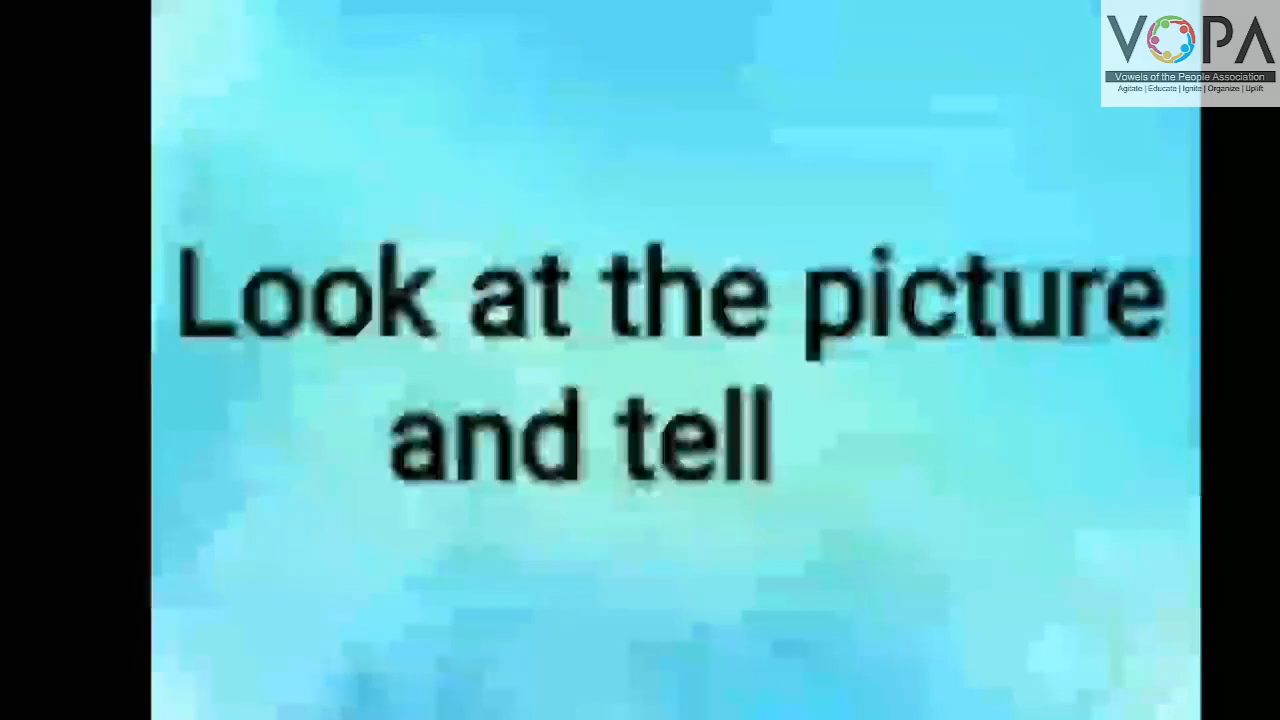 VOPA
Vowels of the People Association
Agitate | Educate | Ignite | Organize | Uplift
Look at the picture
and tell